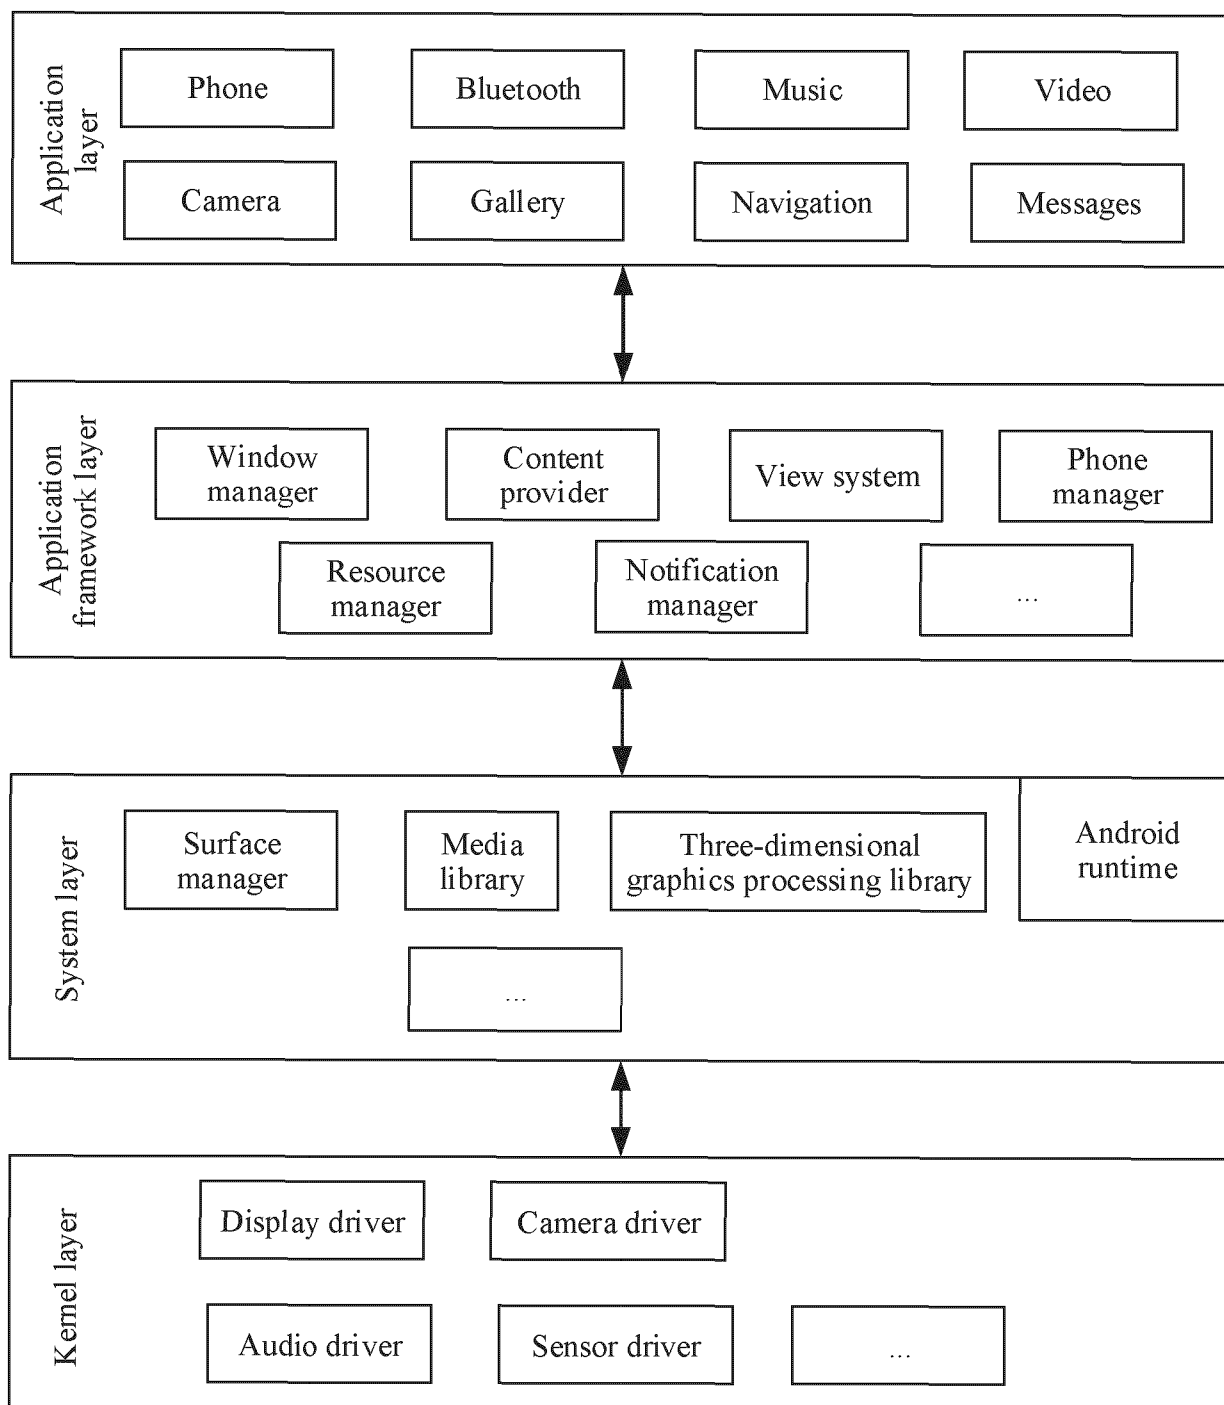 Application
layer
Phone
Bluetooth
Music
Video
Camera
Gallery
Navigation
Messages
Application
framework layer
Window
manager
Content
provider
View system
Phone
manager
Resource
manager
Notification
manager
...
System layer
Surface
manager
Media
library
Three-dimensional
graphics processing library
Android
runtime
...
Kernel layer
Display driver
Camera driver
Audio driver
Sensor driver
...